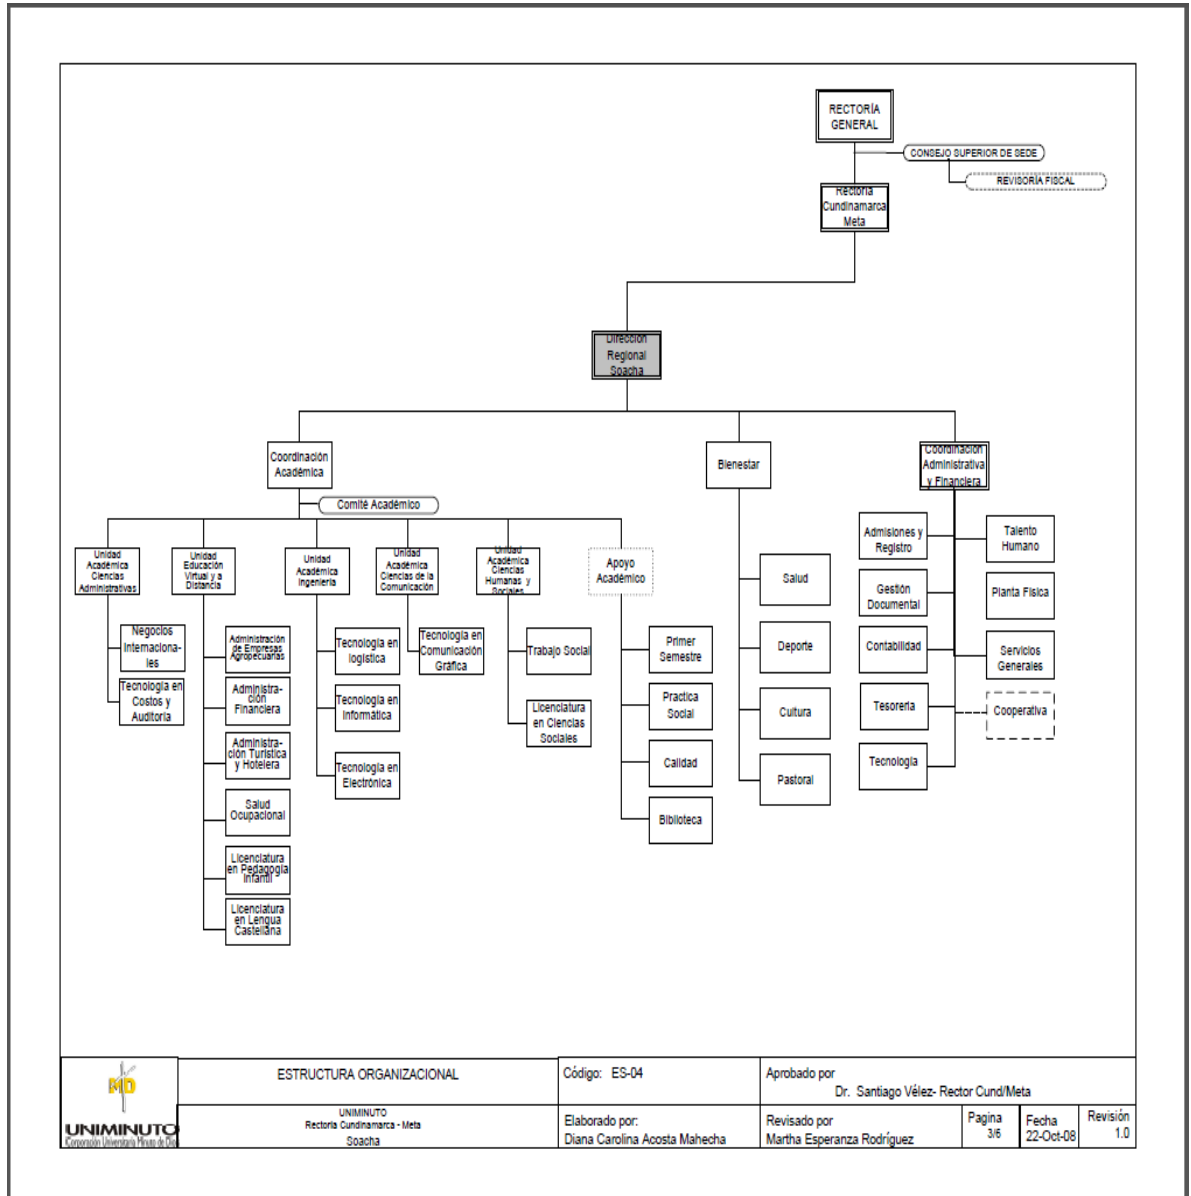 RECTORÍA
GENERAL
CONSEJO SUPERIOR DE SEDE
REVISORÍA FISCAL
Rectoría
Cundinamarca
Meta
Dirección
Regional
Soacha
Coordinación
Académica
Bienestar
Coordinación
Administrativa
y Financiera
Comité Académico
Unidad
Académica
Ciencias
Administrativas
Unidad
Educación
Virtual y a
Distancia
Unidad
Académica
Ingeniería
Unidad
Académica
Ciencias de la
Comunicación
Unidad
Académica
Ciencias
Humanas y
Sociales
Apoyo
Académico
Negocios
Internaciona-
les
Tecnología en
Costos y
Auditoria
Administración
de Empresas
Agropecuarias
Administra-
ción
Financiera
Administra-
ción Turística
y Hotelera
Salud
Ocupacional
Licenciatura
en Pedagogía
Infantil
Licenciatura
en Lengua
Castellana
Tecnología en
logística
Tecnología en
Informática
Tecnología en
Electrónica
Tecnología en
Comunicación
Gráfica
Trabajo Social
Licenciatura
en Ciencias
Sociales
Primer
Semestre
Practica
Social
Calidad
Biblioteca
Salud
Deporte
Cultura
Pastoral
Admisiones y
Registro
Gestión
Documental
Contabilidad
Tesorería
Tecnología
Talento
Humano
Planta Física
Servicios
Generales
Cooperativa
MD
UNIMINUTO
Corporación Universitaria Minuto de Dios
ESTRUCTURA ORGANIZACIONAL
UNIMINUTO
Rectoría Cundinamarca - Meta
Soacha
Código: ES-04
Elaborado por:
Diana Carolina Acosta Mahecha
Aprobado por
Dr. Santiago Vélez- Rector Cund/Meta
Revisado por
Martha Esperanza Rodríguez
Pagina
3/6
Fecha
22-Oct-08
Revisión
1.0